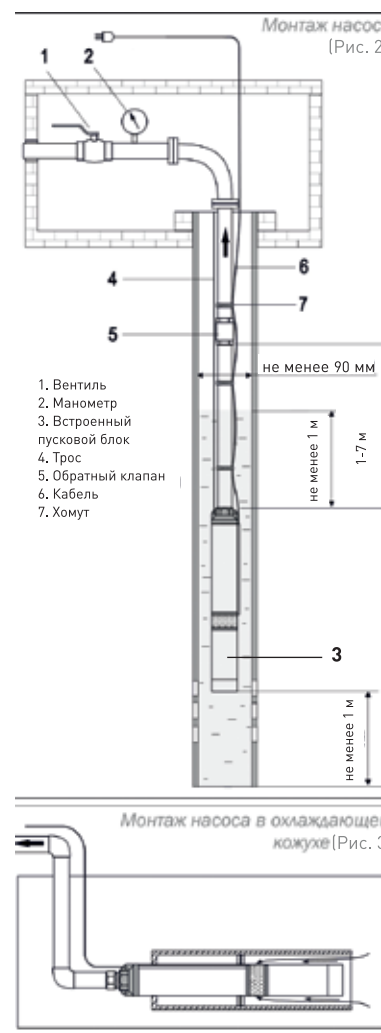 Монтаж насос
(Рис. 2
1
2
4
6
7
5
не менее 90 мм
1. Вентиль
2. Манометр
3. Встроенный
пусковой блок
4. Трос
5. Обратный клапан
6. Кабель
7. Хомут
не менее 1 м
1-7 м
3
не менее 1 м
Монтаж насоса в охлаждающе
кожухе(Рис. 3